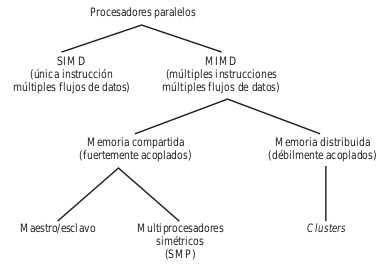 Procesadores paralelos
SIMD
(única instrucción
múltiples flujos de datos)
MIMD
(múltiples instrucciones
múltiples flujos de datos)
Memoria compartida
(fuertemente acoplados)
Memoria distribuida
(débilmente acoplados)
Maestro/esclavo
Multiprocesadores
simétricos
(SMP)
Clusters